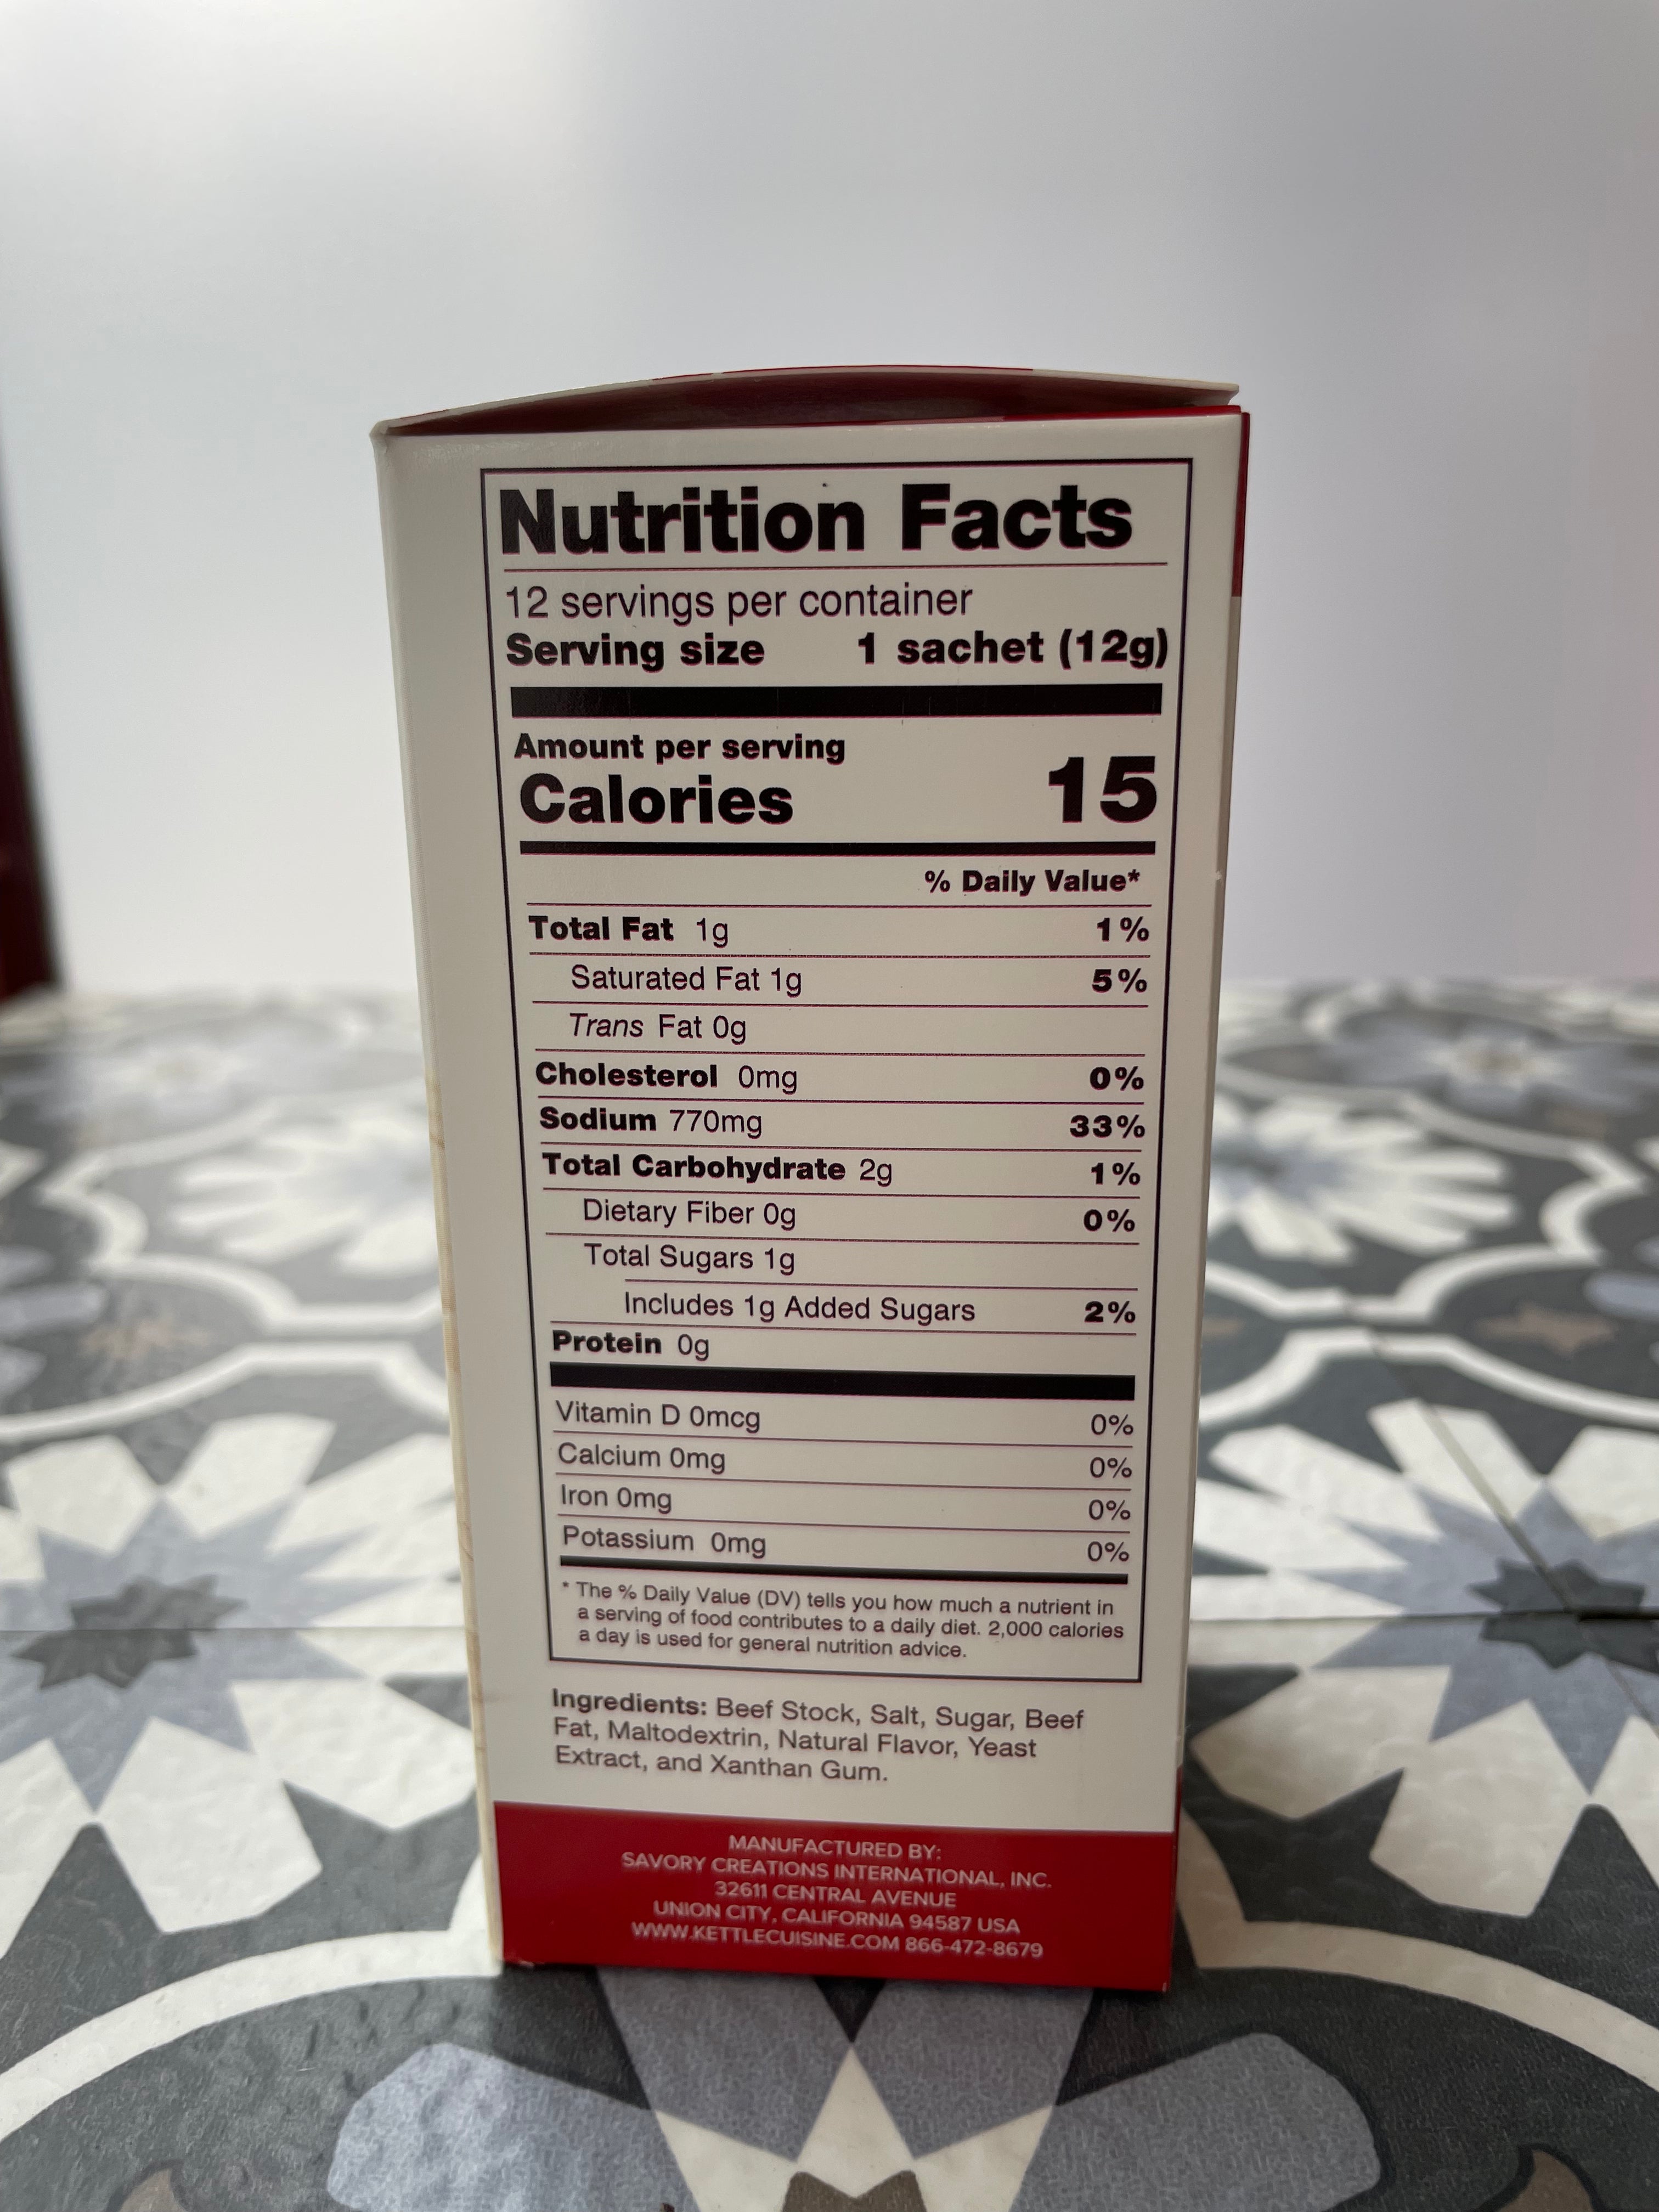 Nutrition Facts
12 servings per container
Serving size 1 sachet (12g)
Amount per serving
Calories 15
% Daily Value*
Total Fat 1g 1%
Saturated Fat 1g 5%
Trans Fat 0g
Cholesterol 0mg 0%
Sodium 770mg 33%
Total Carbohydrate 2g 1%
Dietary Fiber 0g 0%
Total Sugars 1g
Includes 1g Added Sugars 2%
Protein 0g
Vitamin D 0mcg 0%
Calcium 0mg 0%
Iron 0mg 0%
Potassium 0mg 0%
* The % Daily Value (DV) tells you how much a nutrient in
a serving of food contributes to a daily diet. 2,000 calories
a day is used for general nutrition advice.
Ingredients: Beef Stock, Salt, Sugar, Beef
Fat, Maltodextrin, Natural Flavor, Yeast
Extract, and Xanthan Gum.
MANUFACTURED BY:
SAVORY CREATIONS INTERNATIONAL, INC.
32611 CENTRAL AVENUE
UNION CITY, CALIFORNIA 94587 USA
WWW.KETTLECUISINE.COM 866-472-8679